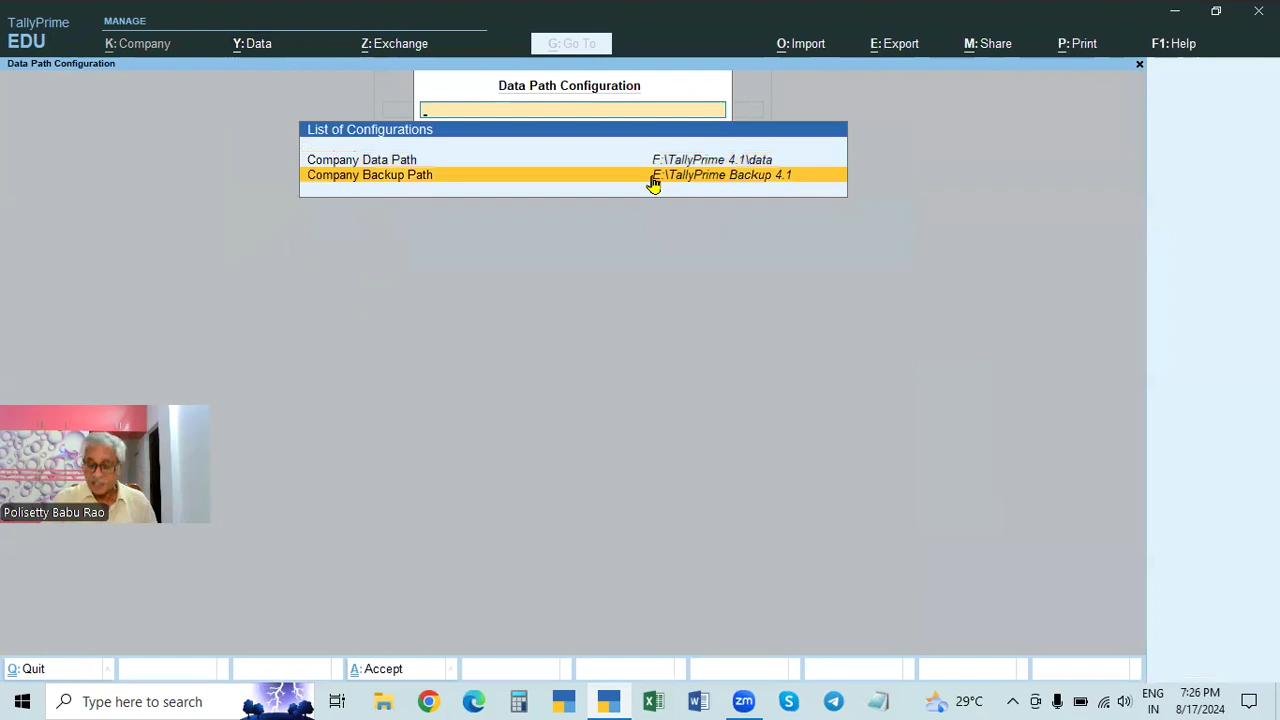 TallyPrime
EDU
MANAGE
K: Company
Y: Data
Z: Exchange
G: Go To
O: Import
E: Export
M: Share
P: Print
F1: Help
Data Path Configuration
Data Path Configuration
List of Configurations
Company Data Path F:\TallyPrime 4.1\data
Company Backup Path E:\TallyPrime Backup 4.1
Polisetty Babu Rao
Q: Quit
A: Accept
Type here to search
29°C
ENG
IN
7:26 PM
8/17/2024